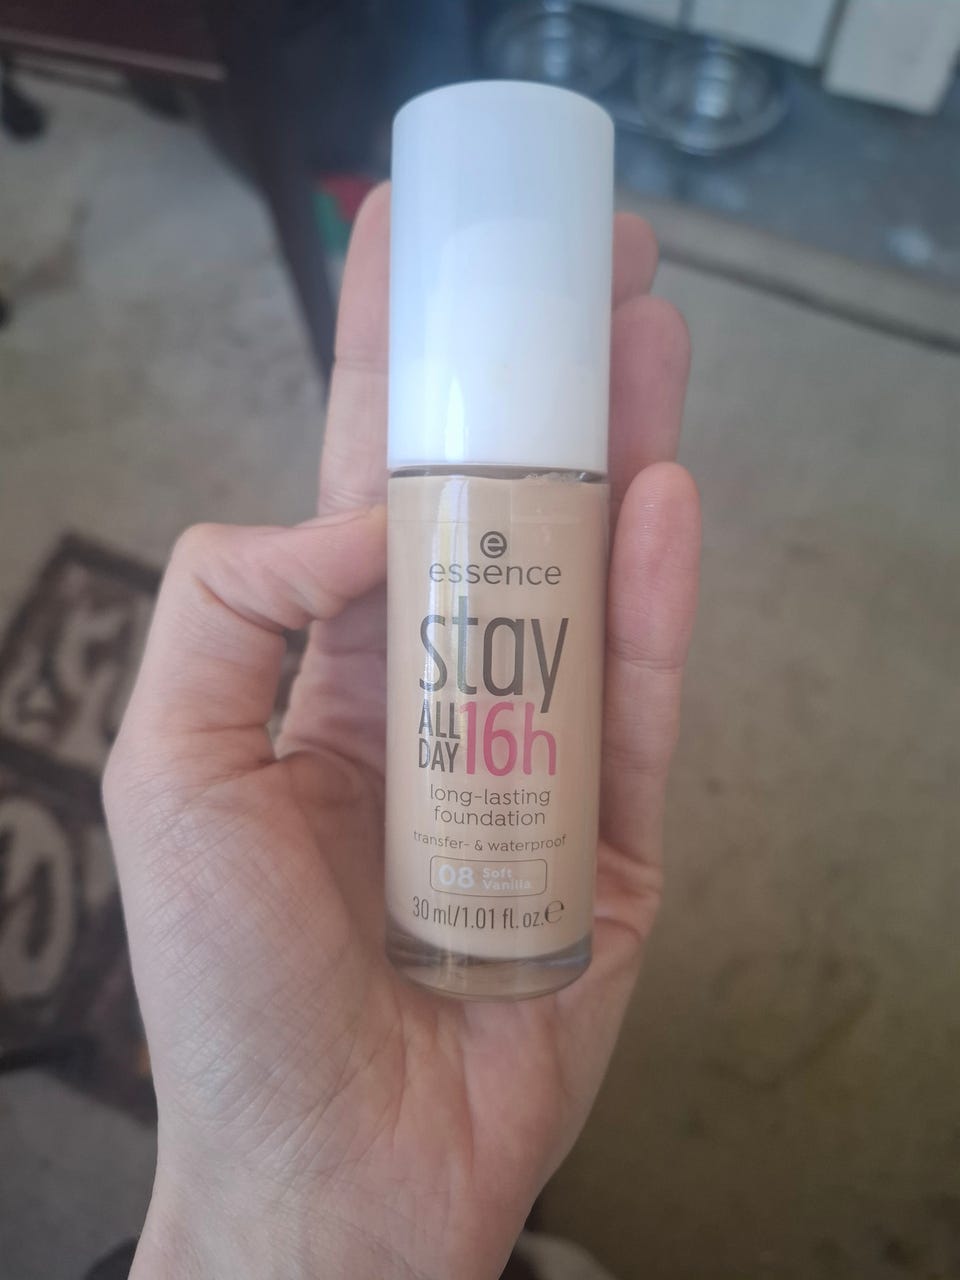 e
essence
stay
ALL DAY 16h
long-lasting
foundation
transfer- & waterproof
08 Soft Vanilla
30 ml/1.01 fl. oz. ℮